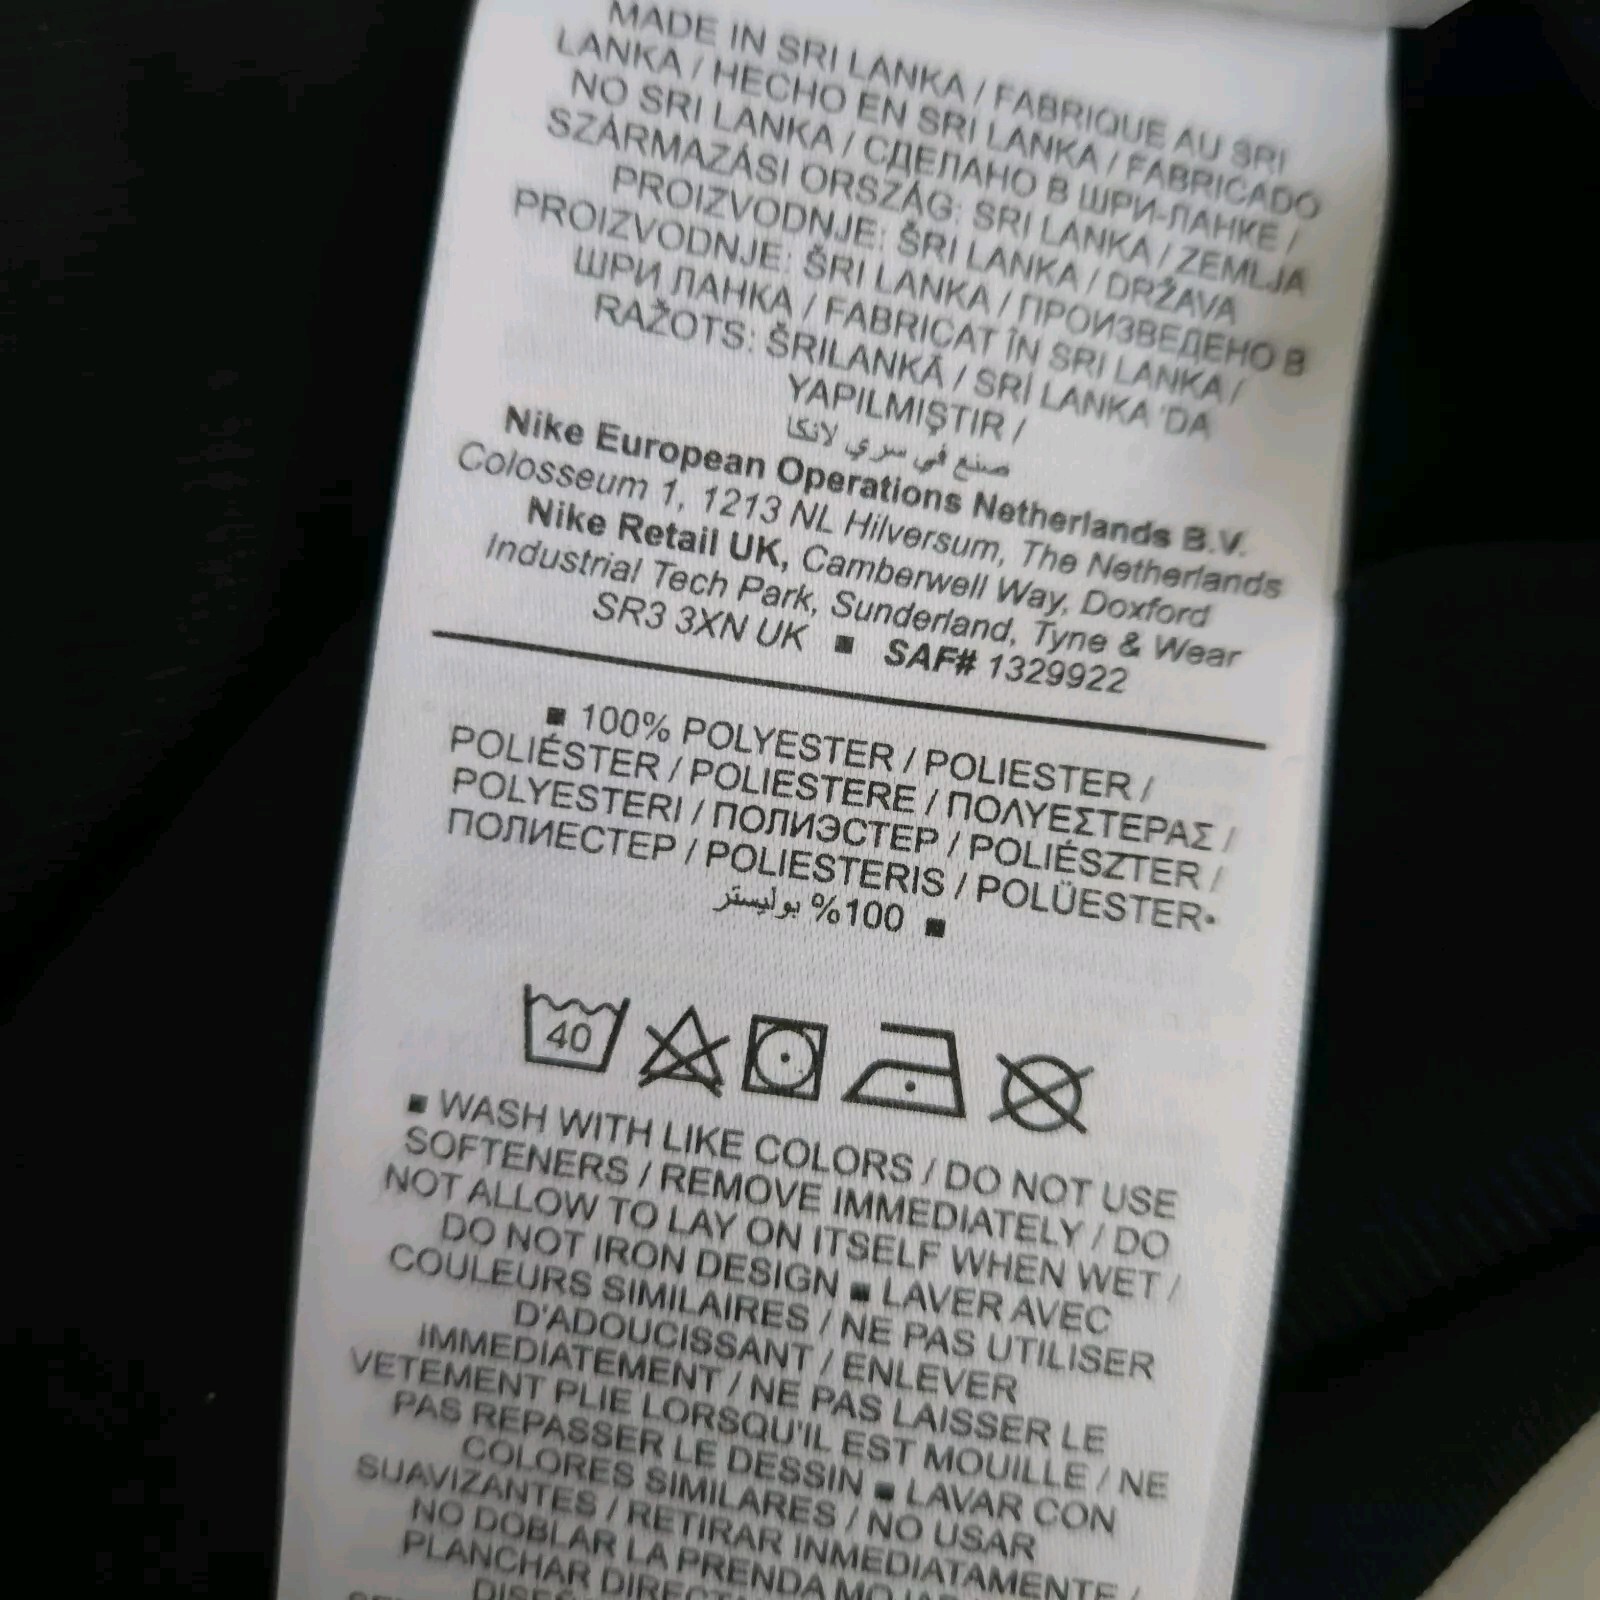 MADE IN SRI LANKA / FABRIQUE AU SRI
LANKA / HECHO EN SRI LANKA / FABRICADO
NO SRI LANKA / СДЕЛАНО В ШРИ-ЛАНКЕ /
SZÁRMAZÁSI ORSZÁG: SRI LANKA / ZEMLJA
PROIZVODNJE: ŠRI LANKA / DRŽAVA
PROIZVODNJE: ŠRI LANKA / ПРОИЗВЕДЕНО В
ШРИ ЛАНКА / FABRICAT ÎN SRI LANKA /
RAŽOTS: ŠRILANKĀ / SRİ LANKA 'DA
YAPILMIŞTIR /
صنع في سري لانكا
Nike European Operations Netherlands B.V.
Colosseum 1, 1213 NL Hilversum, The Netherlands
Nike Retail UK, Camberwell Way, Doxford
Industrial Tech Park, Sunderland, Tyne & Wear
SR3 3XN UK ■ SAF# 1329922
■ 100% POLYESTER / POLIESTER /
POLIÉSTER / POLIESTERE / ΠΟΛΥΕΣΤΕΡΑΣ /
POLYESTERI / ПОЛИЭСТЕР / POLIÉSZTER /
ПОЛИЕСТЕР / POLIESTERIS / POLÜESTER•
100% بوليستر ■
40
■ WASH WITH LIKE COLORS / DO NOT USE
SOFTENERS / REMOVE IMMEDIATELY / DO
NOT ALLOW TO LAY ON ITSELF WHEN WET /
DO NOT IRON DESIGN ■ LAVER AVEC
COULEURS SIMILAIRES / NE PAS UTILISER
D'ADOUCISSANT / ENLEVER
IMMEDIATEMENT / NE PAS LAISSER LE
VETEMENT PLIE LORSQU'IL EST MOUILLE / NE
PAS REPASSER LE DESSIN ■ LAVAR CON
COLORES SIMILARES / NO USAR
SUAVIZANTES / RETIRAR INMEDIATAMENTE /
NO DOBLAR LA PRENDA
PLANCHAR